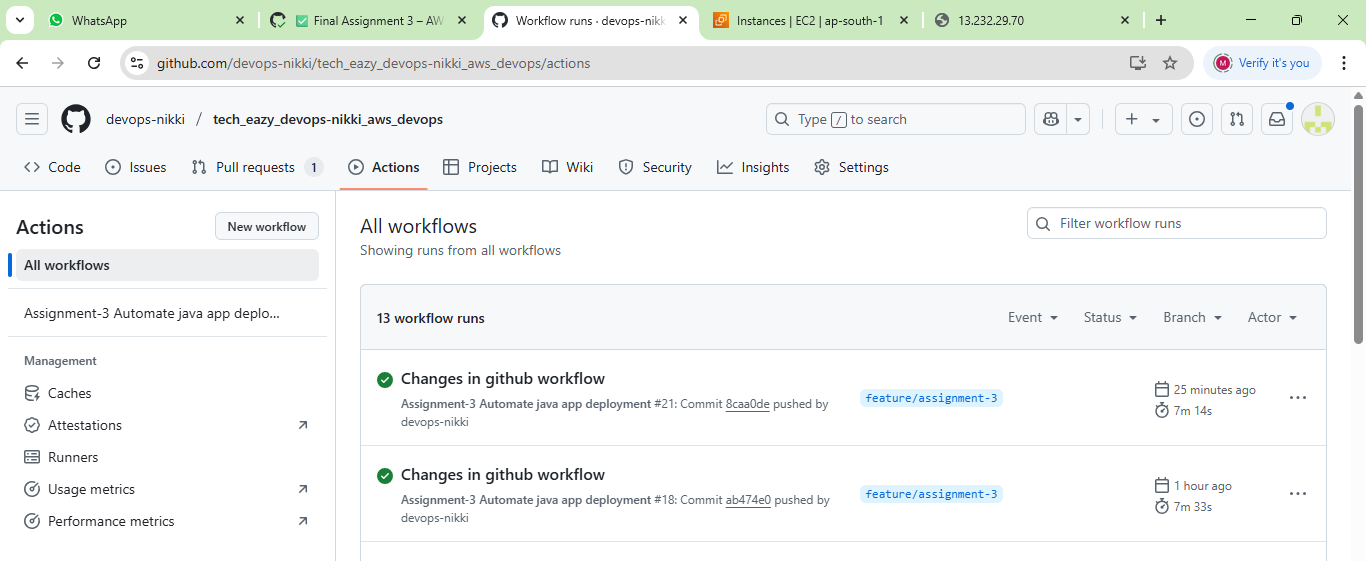 WhatsApp
Final Assignment 3 – AW
Workflow runs · devops-nikk
Instances | EC2 | ap-south-1
13.232.29.70
github.com/devops-nikki/tech_eazy_devops-nikki_aws_devops/actions
M
Verify it's you
devops-nikki / tech_eazy_devops-nikki_aws_devops
Type / to search
Code
Issues
Pull requests 1
Actions
Projects
Wiki
Security
Insights
Settings
Actions
New workflow
All workflows
Assignment-3 Automate java app deplo...
Management
Caches
Attestations
Runners
Usage metrics
Performance metrics
All workflows
Showing runs from all workflows
Filter workflow runs
13 workflow runs
Event
Status
Branch
Actor
Changes in github workflow
Assignment-3 Automate java app deployment #21: Commit 8caa0de pushed by
devops-nikki
feature/assignment-3
25 minutes ago
7m 14s
Changes in github workflow
Assignment-3 Automate java app deployment #18: Commit ab474e0 pushed by
devops-nikki
feature/assignment-3
1 hour ago
7m 33s